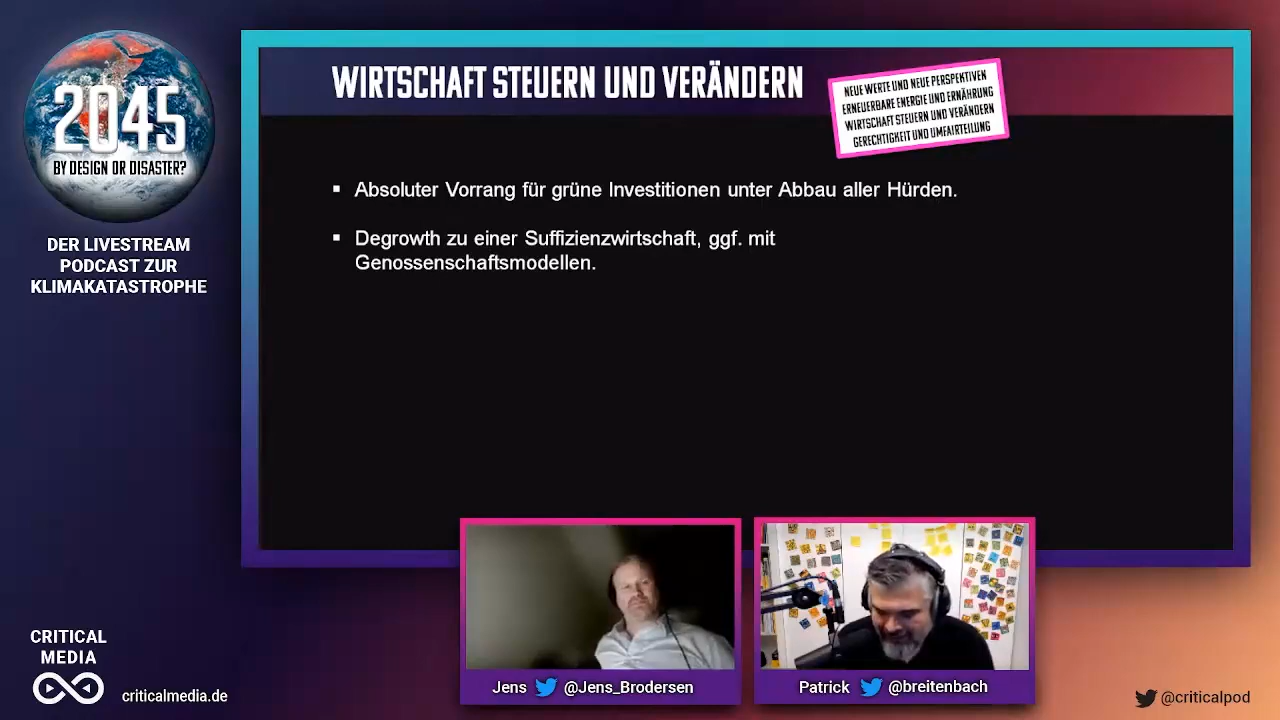 2045
BY DESIGN OR DISASTER?
DER LIVESTREAM
PODCAST ZUR
KLIMAKATASTROPHE
WIRTSCHAFT STEUERN UND VERÄNDERN
NEUE WERTE UND NEUE PERSPEKTIVEN
ERNEUERBARE ENERGIE UND ERNÄHRUNG
WIRTSCHAFT STEUERN UND VERÄNDERN
GERECHTIGKEIT UND UMFAIRTEILUNG
▪ Absoluter Vorrang für grüne Investitionen unter Abbau aller Hürden.
▪ Degrowth zu einer Suffizienzwirtschaft, ggf. mit
Genossenschaftsmodellen.
Jens @Jens_Brodersen
Patrick @breitenbach
CRITICAL
MEDIA
criticalmedia.de
@criticalpod